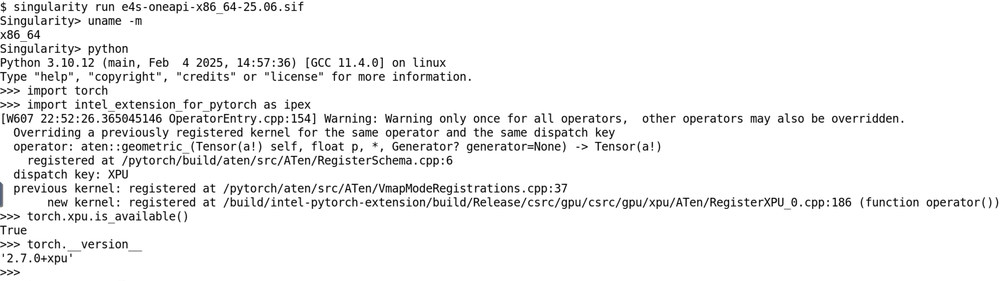 $ singularity run e4s-oneapi-x86_64-25.06.sif
Singularity> uname -m
x86_64
Singularity> python
Python 3.10.12 (main, Feb  4 2025, 14:57:36) [GCC 11.4.0] on linux
Type "help", "copyright", "credits" or "license" for more information.
>>> import torch
>>> import intel_extension_for_pytorch as ipex
[W607 22:52:26.365045146 OperatorEntry.cpp:154] Warning: Warning only once for all operators,  other operators may also be overridden.
  Overriding a previously registered kernel for the same operator and the same dispatch key
  operator: aten::geometric_(Tensor(a!) self, float p, *, Generator? generator=None) -> Tensor(a!)
    registered at /pytorch/build/aten/src/ATen/RegisterSchema.cpp:6
  dispatch key: XPU
  previous kernel: registered at /pytorch/aten/src/ATen/VmapModeRegistrations.cpp:37
       new kernel: registered at /build/intel-pytorch-extension/build/Release/csrc/gpu/csrc/gpu/xpu/ATen/RegisterXPU_0.cpp:186 (function operator())
>>> torch.xpu.is_available()
True
>>> torch.__version__
'2.7.0+xpu'
>>>